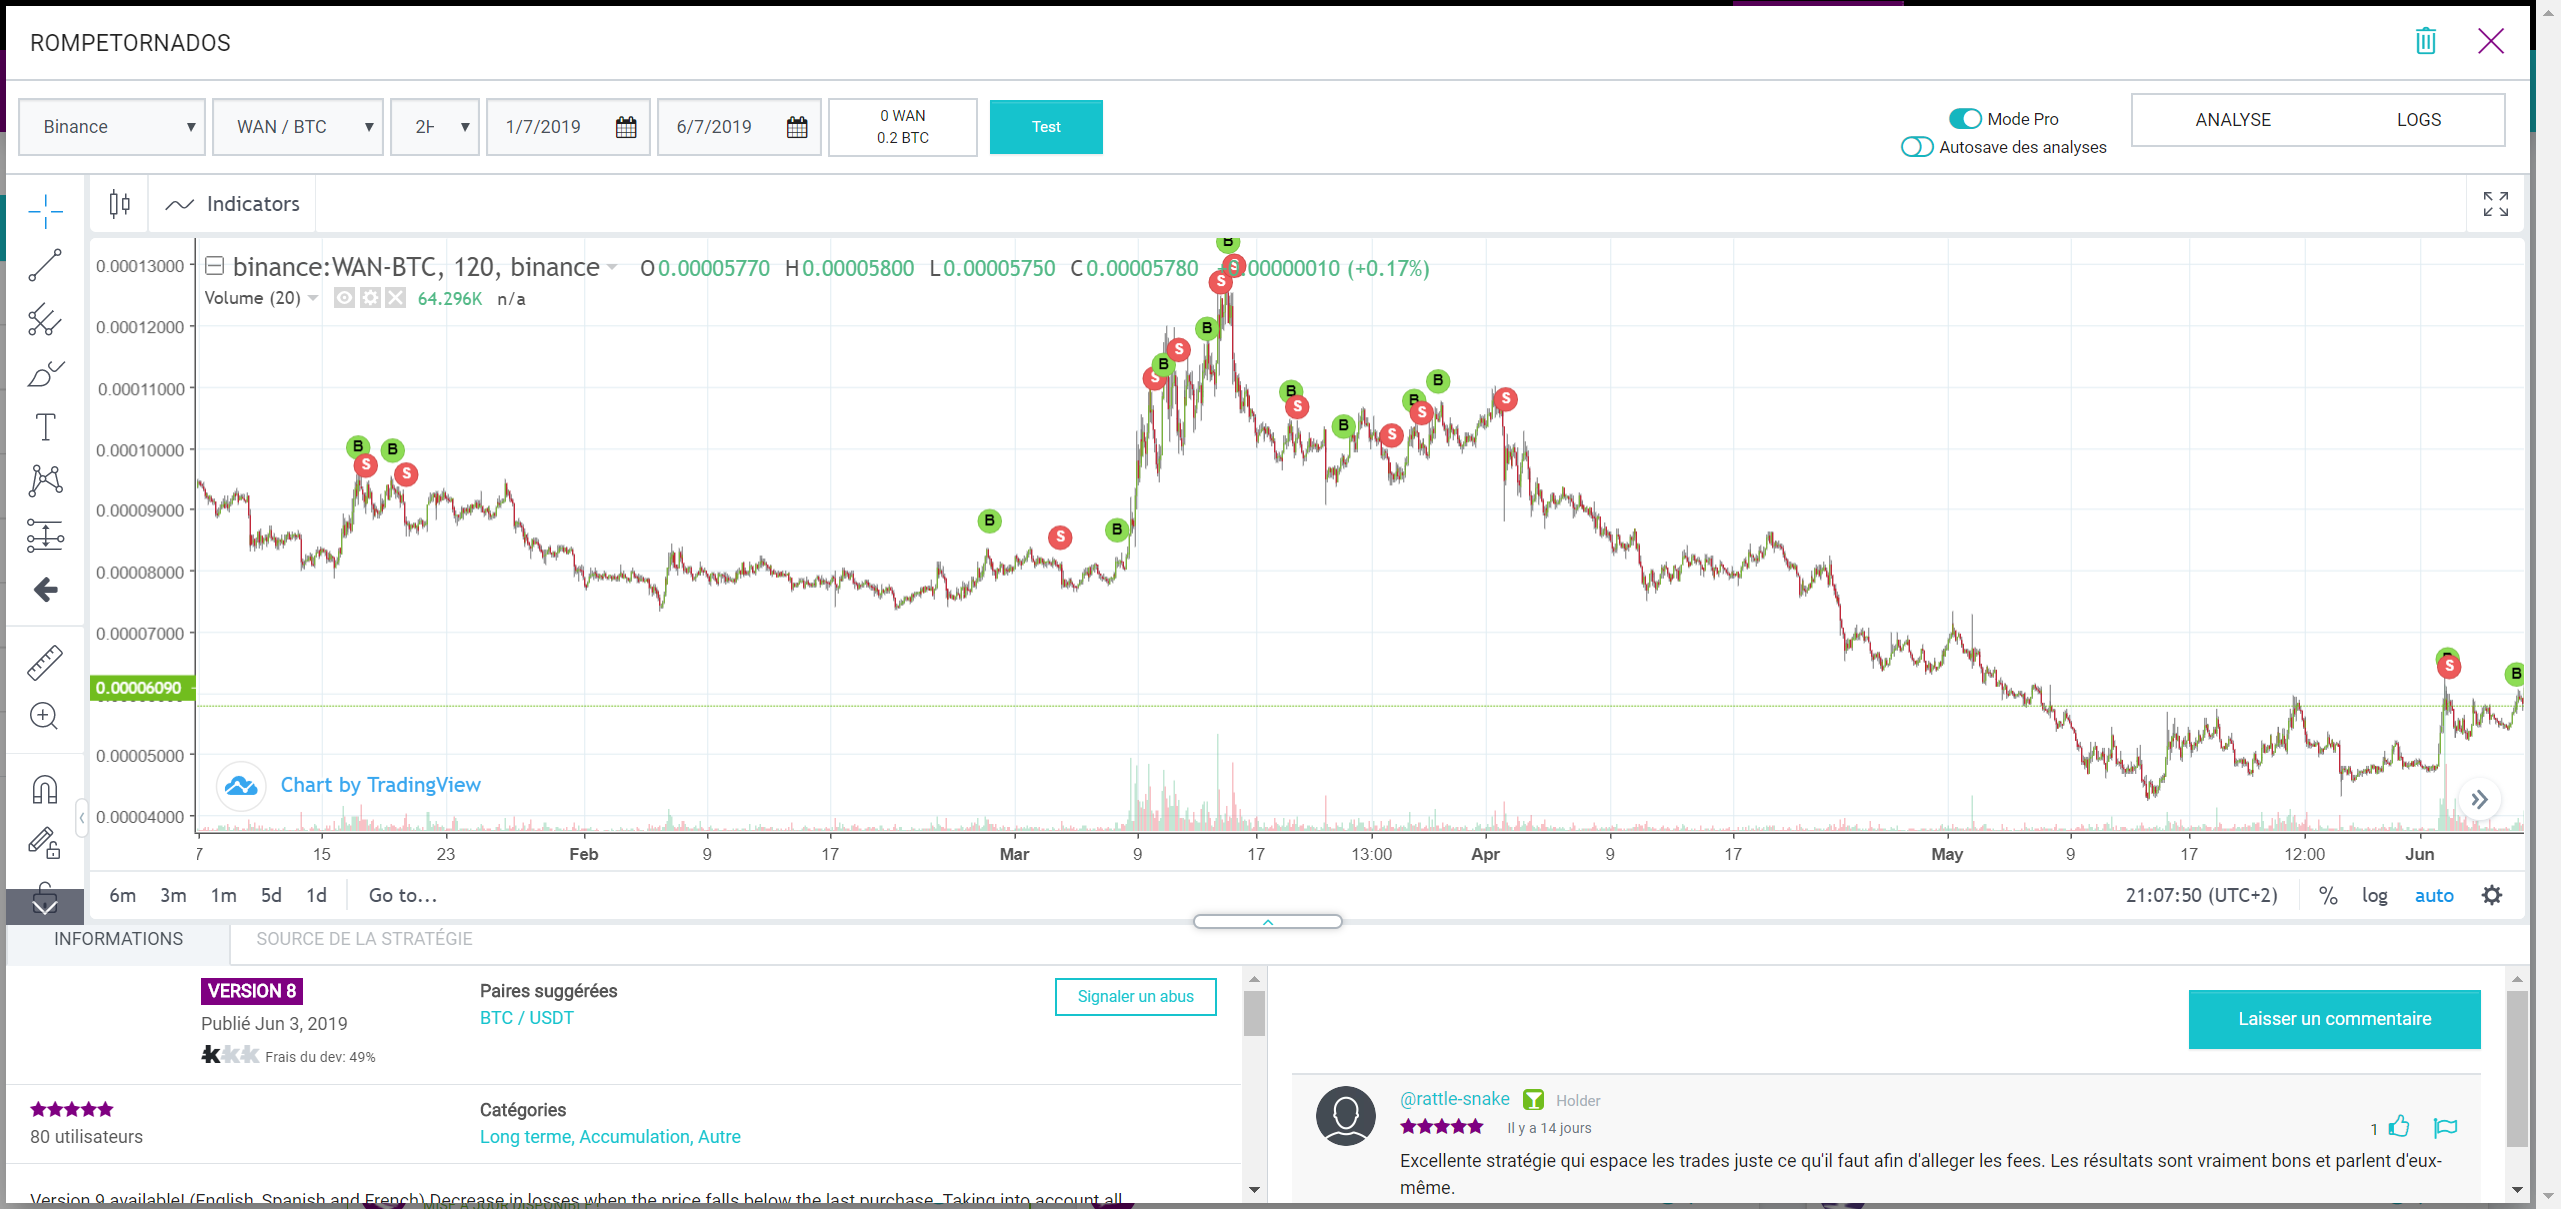 ROMPETORNADOS
Binance
WAN / BTC
2H
1/7/2019
6/7/2019
0 WAN
0.2 BTC
Test
Mode Pro
Autosave des analyses
ANALYSE
LOGS
Indicators
binance:WAN-BTC, 120, binance O0.00005770 H0.00005800 L0.00005750 C0.00005780 00000010 (+0.17%)
Volume (20) 64.296K n/a
0.00013000
0.00012000
0.00011000
0.00010000
0.00009000
0.00008000
0.00007000
0.00006090
0.00005000
0.00004000
B
S
B
S
B
S
B
S
B
S
B
S
B
S
B
S
B
S
B
S
B
S
S
B
Chart by TradingView
7 15 23 Feb 9 17 Mar 9 17 13:00 Apr 9 17 May 9 17 12:00 Jun
6m 3m 1m 5d 1d Go to...
21:07:50 (UTC+2) % log auto
INFORMATIONS
SOURCE DE LA STRATÉGIE
VERSION 8
Publié Jun 3, 2019
Frais du dev: 49%
Paires suggérées
BTC / USDT
Signaler un abus
80 utilisateurs
Catégories
Long terme, Accumulation, Autre
Version 9 available! (English, Spanish and French) Decrease in losses when the price falls below the last purchase. Taking into account all
MISE À JOUR DISPONIBLE !
Laisser un commentaire
@rattle-snake Holder
Il y a 14 jours
1
Excellente stratégie qui espace les trades juste ce qu'il faut afin d'alleger les fees. Les résultats sont vraiment bons et parlent d'eux-
même.